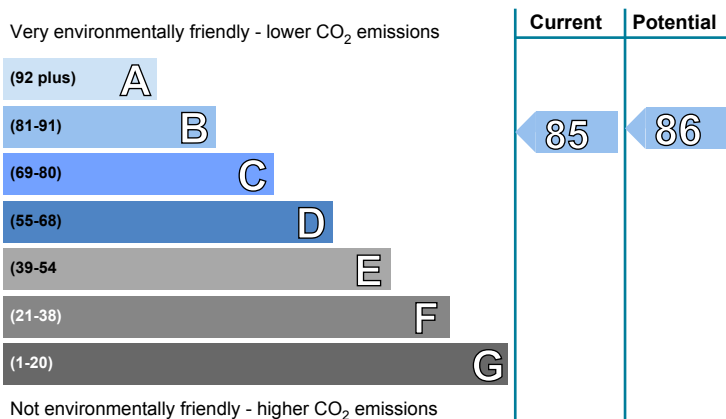 Current Potential
Very environmentally friendly - lower CO2 emissions
(92 plus) A
(81-91) B 85 86
(69-80) C
(55-68) D
(39-54 E
(21-38) F
(1-20) G
Not environmentally friendly - higher CO2 emissions